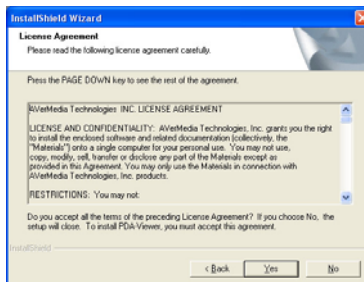 InstallShield Wizard
License Agreement
Please read the following license agreement carefully.
Press the PAGE DOWN key to see the rest of the agreement.
AVerMedia Technologies INC. LICENSE AGREEMENT
LICENSE AND CONFIDENTIALITY: AVerMedia Technologies, Inc. grants you the right
to install the enclosed software and related documentation (collectively, the
"Materials") onto a single computer for your personal use. You may not use,
copy, modify, sell, transfer or disclose any part of the Materials except as
provided in this Agreement. You may only use the Materials in connection with
AVerMedia Technologies, Inc. products.
RESTRICTIONS: You may not:
Do you accept all the terms of the preceding License Agreement? If you choose No, the
setup will close. To install PDA-Viewer, you must accept this agreement.
InstallShield
< Back
Yes
No